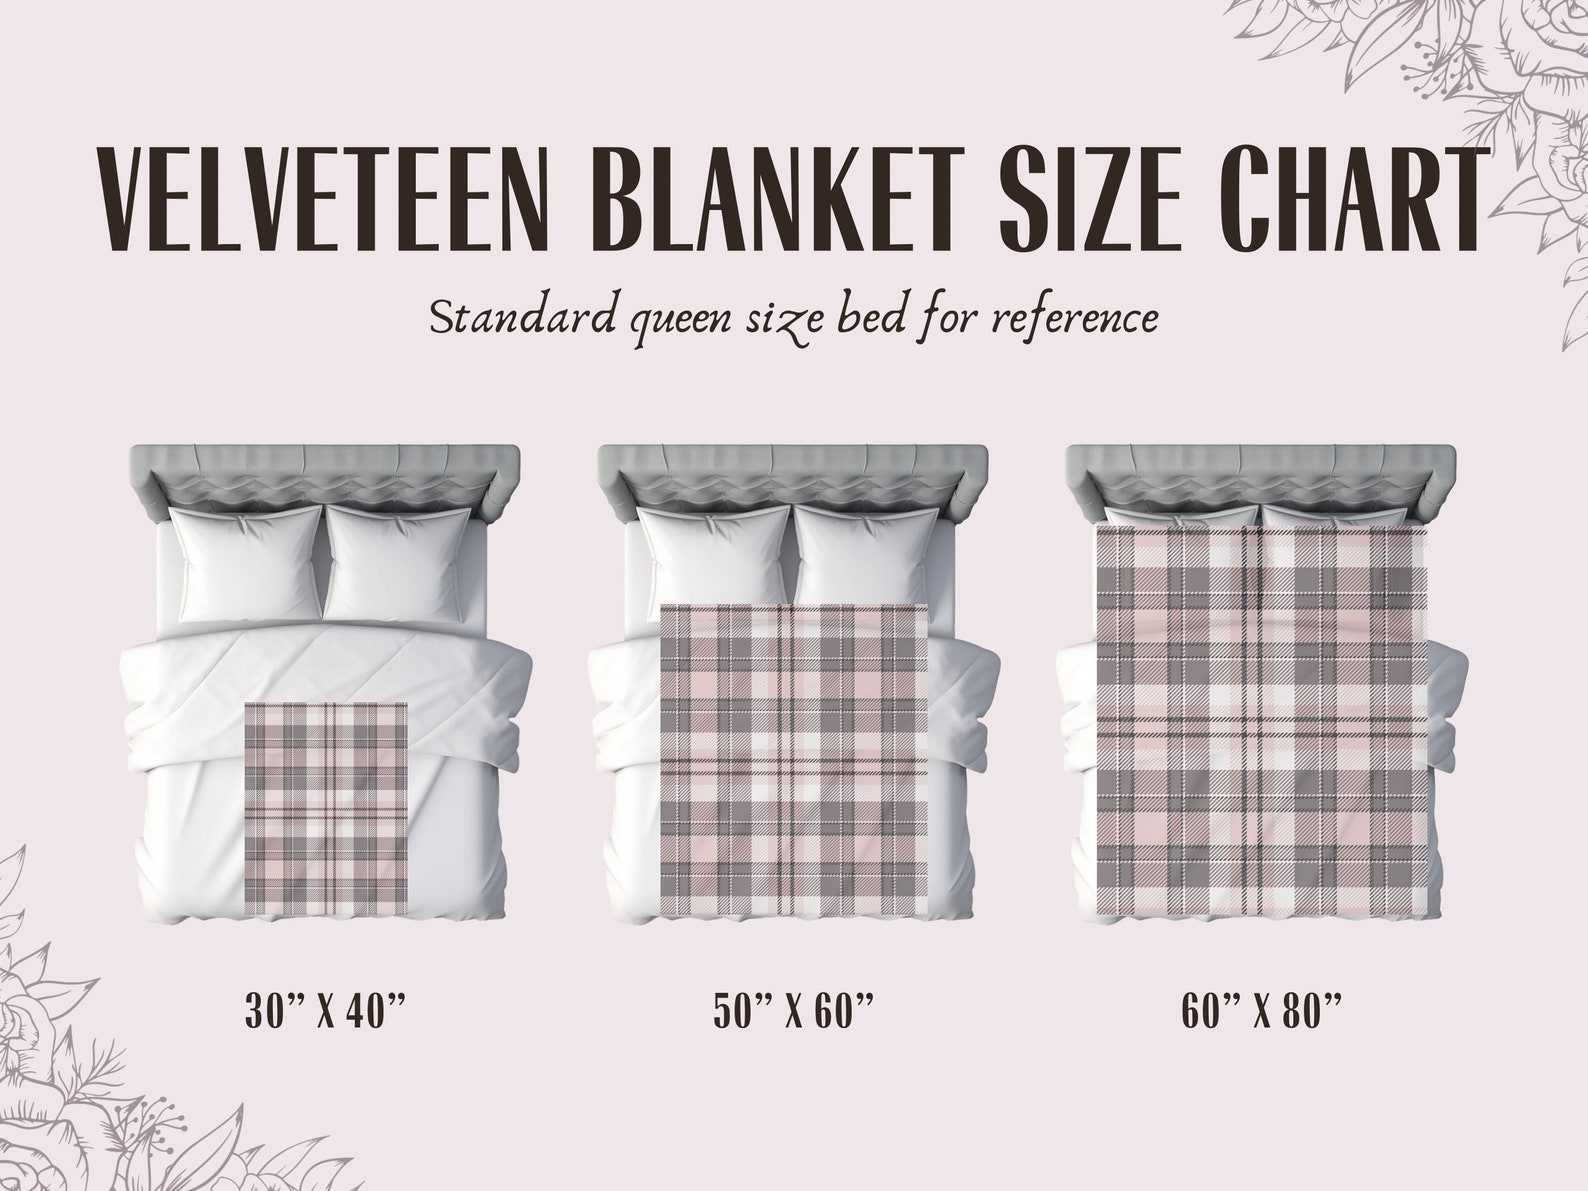 VELVETEEN BLANKET SIZE CHART
Standard queen size bed for reference
30” X 40”
50” X 60”
60” X 80”